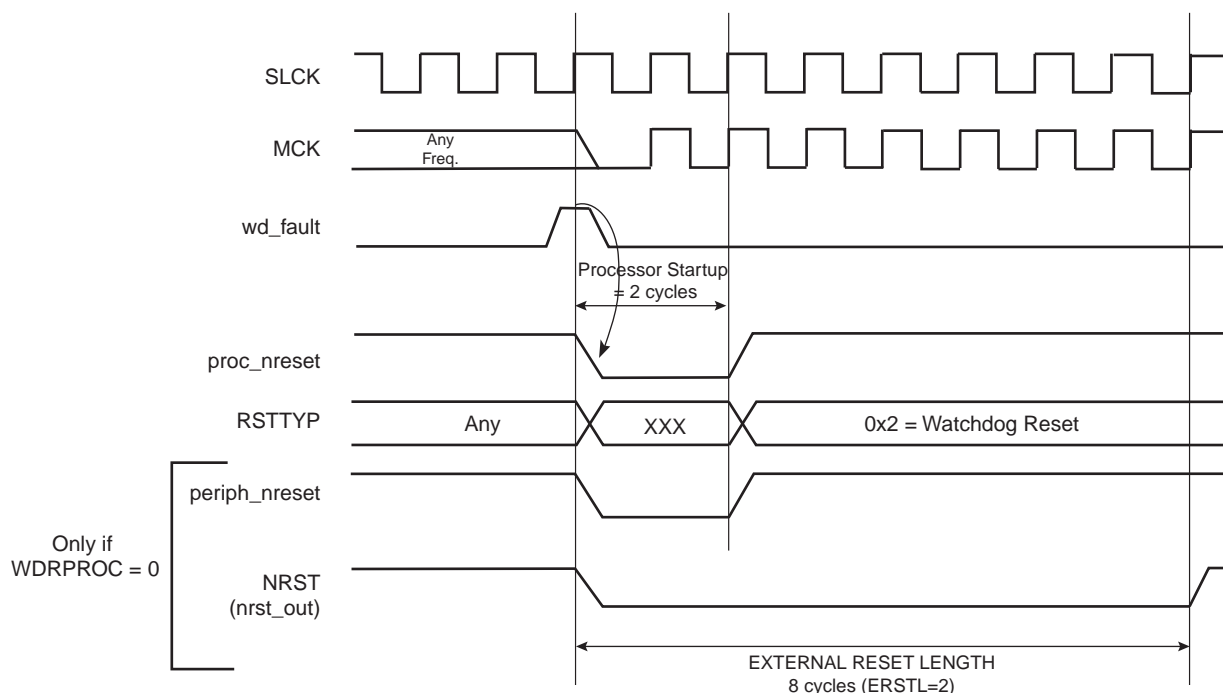 SLCK
MCK
Any
Freq.
wd_fault
Processor Startup
= 2 cycles
proc_nreset
RSTTYP
Any
XXX
0x2 = Watchdog Reset
periph_nreset
Only if
WDRPROC = 0
NRST
(nrst_out)
EXTERNAL RESET LENGTH
8 cycles (ERSTL=2)